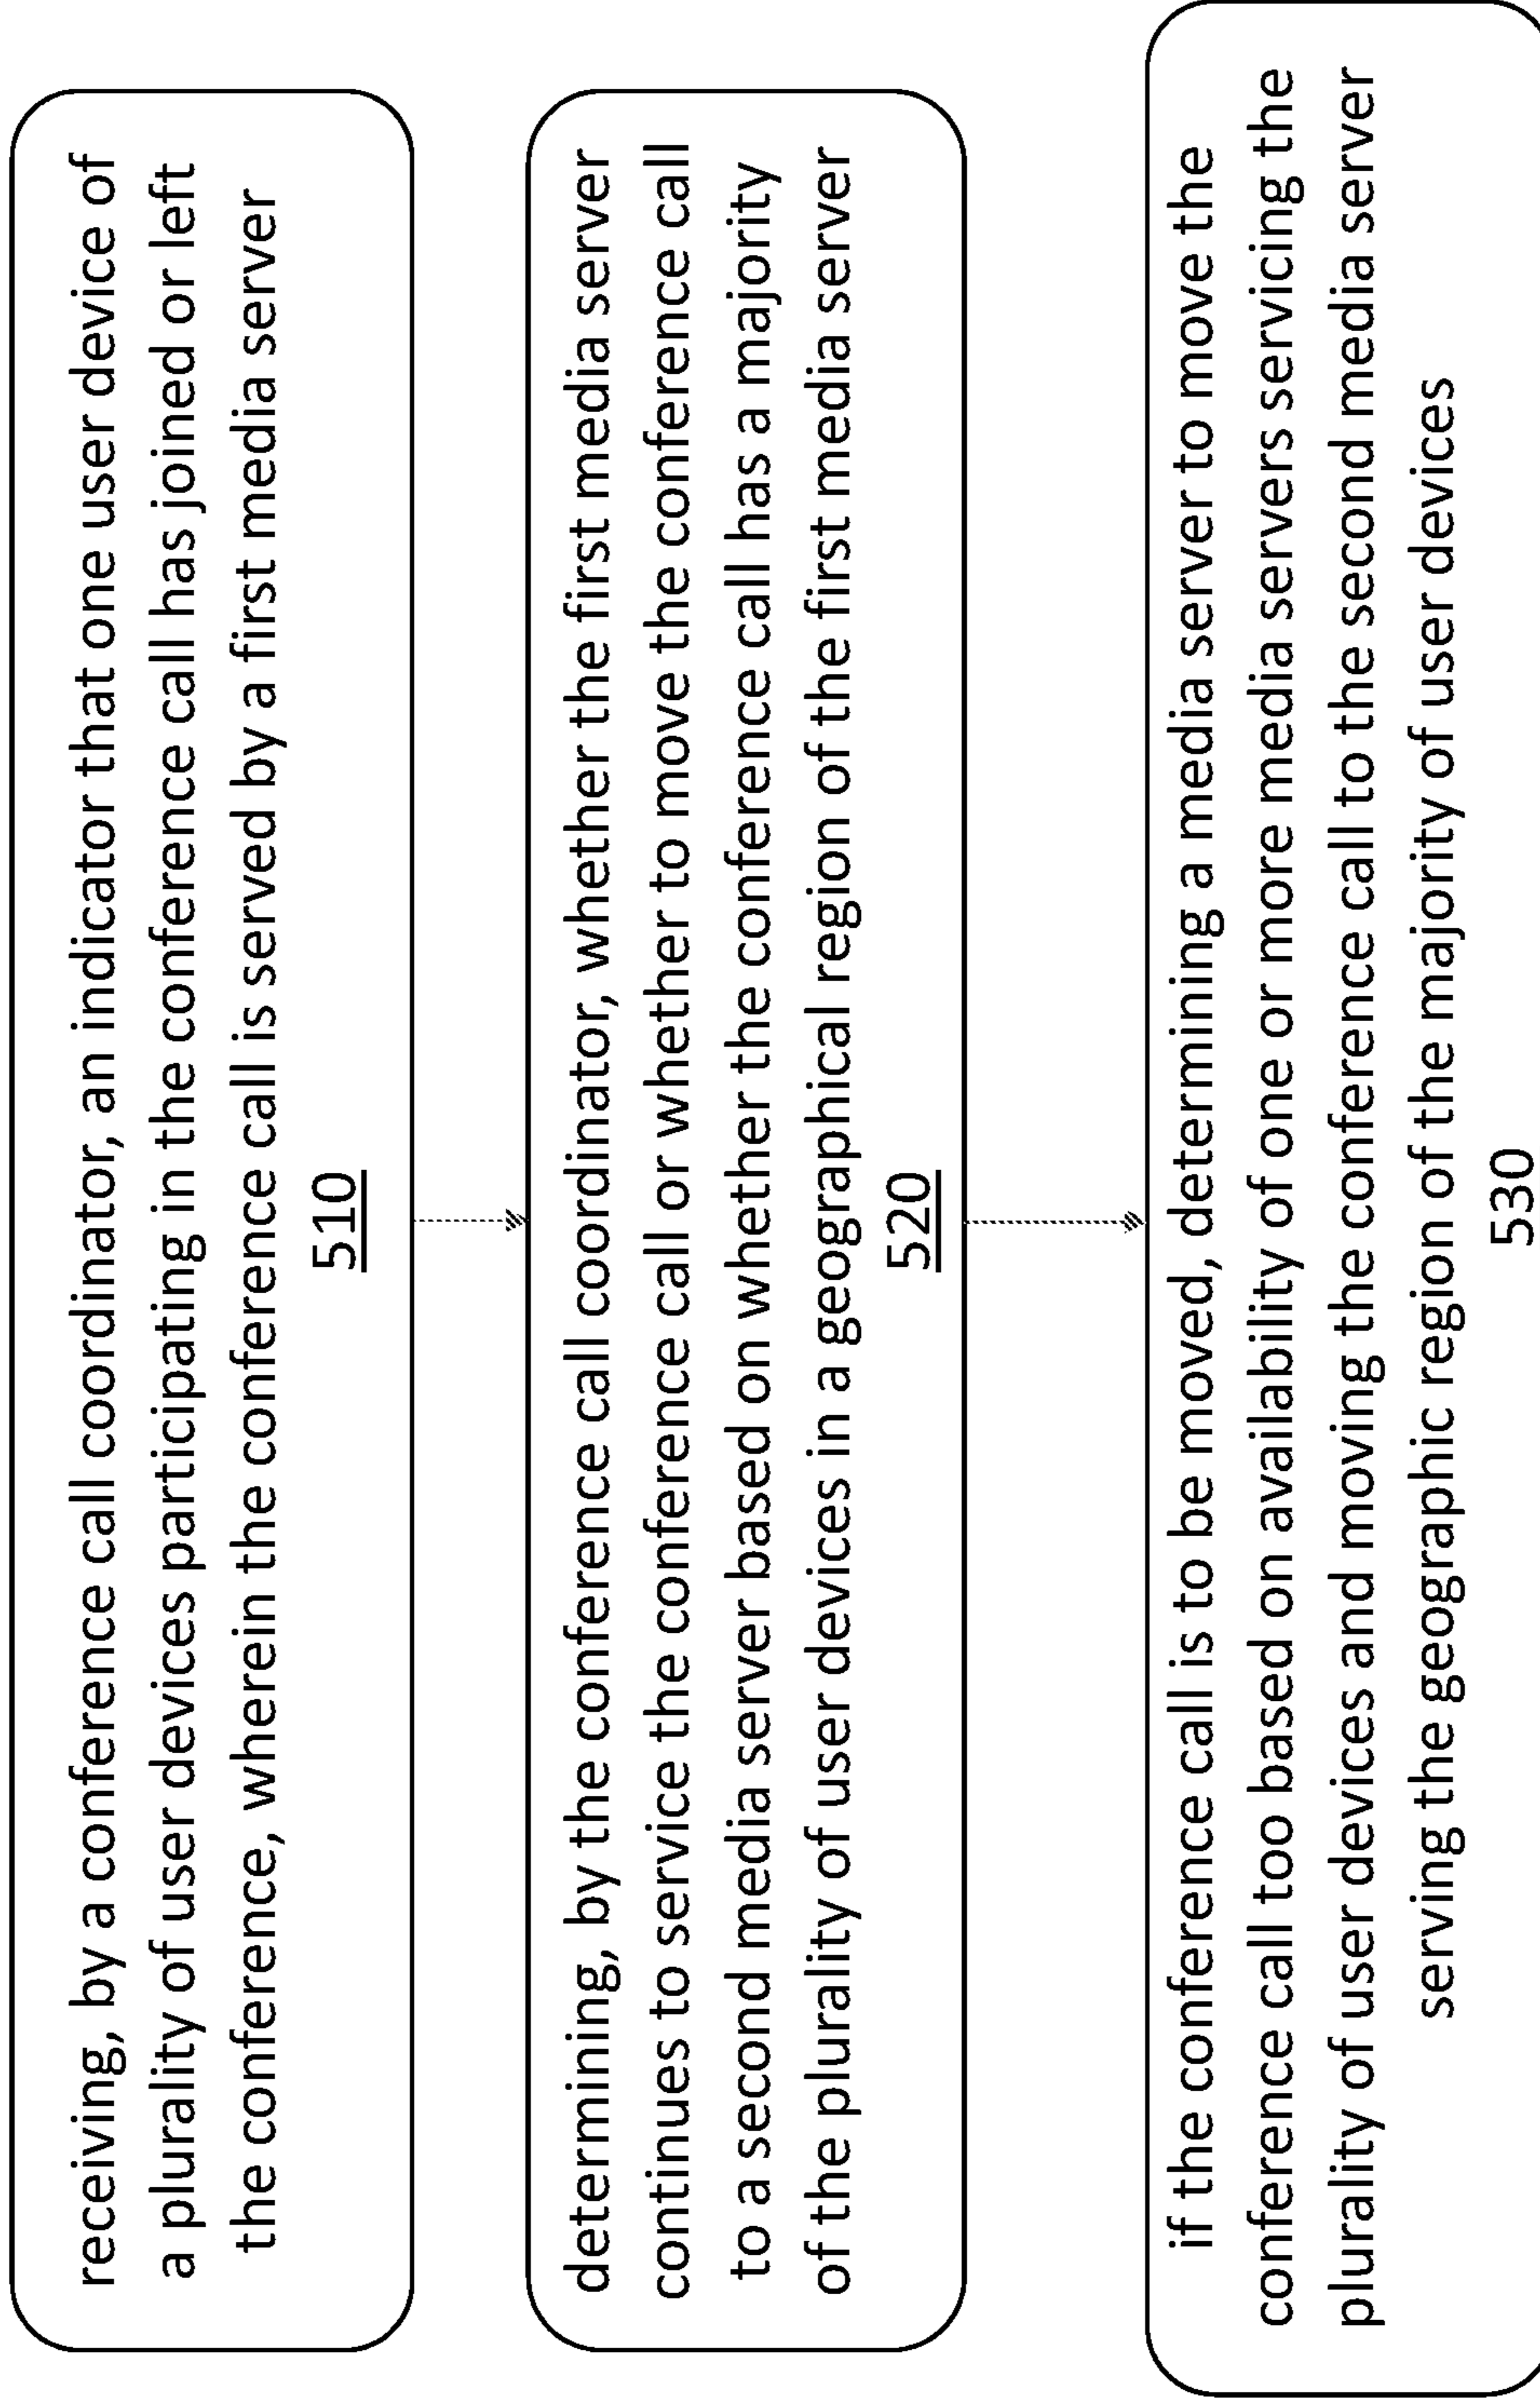 receiving, by a conference call coordinator, an indicator that one user device of
a plurality of user devices participating in the conference call has joined or left
the conference, wherein the conference call is served by a first media server
510
determining, by the conference call coordinator, whether the first media server
continues to service the conference call or whether to move the conference call
to a second media server based on whether the conference call has a majority
of the plurality of user devices in a geographical region of the first media server
520
if the conference call is to be moved, determining a media server to move the
conference call too based on availability of one or more media servers servicing the
plurality of user devices and moving the conference call to the second media server
serving the geographic region of the majority of user devices
530